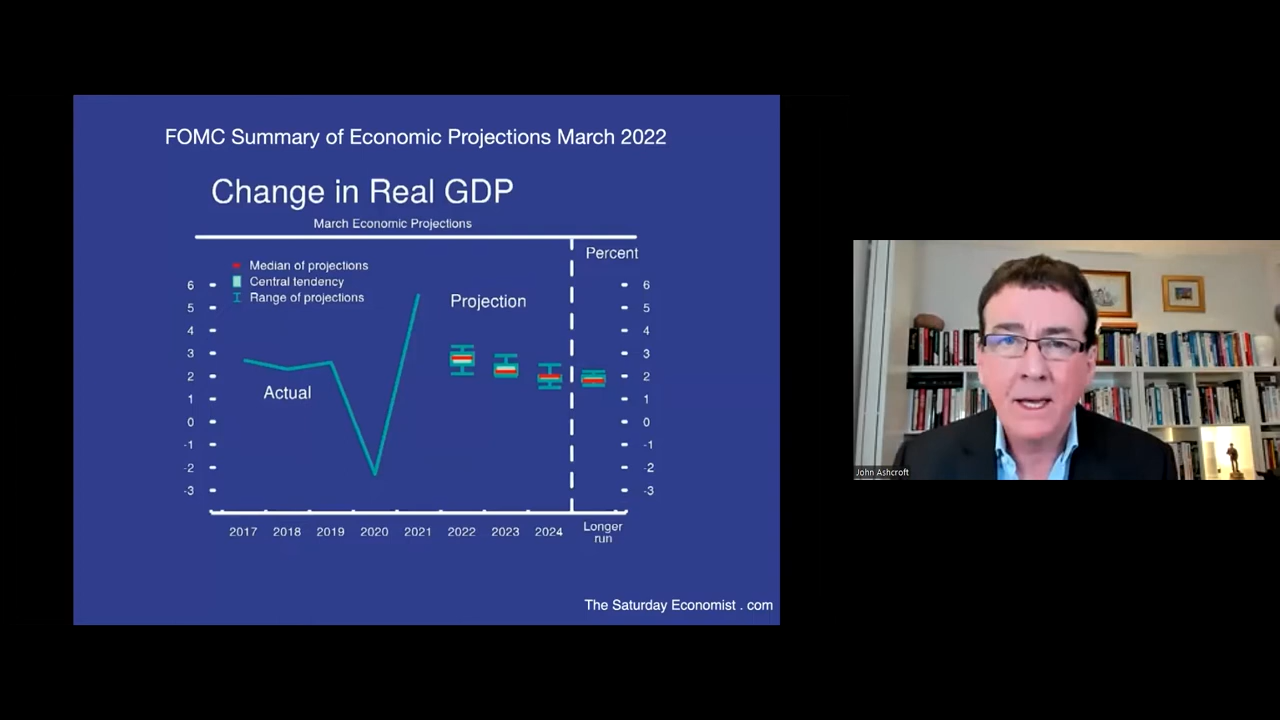 FOMC Summary of Economic Projections March 2022
Change in Real GDP
March Economic Projections
Percent
Median of projections
Central tendency
Range of projections
Projection
Actual
6
5
4
3
2
1
0
-1
-2
-3
6
5
4
3
2
1
0
-1
-2
-3
2017 2018 2019 2020 2021 2022 2023 2024 Longer
run
The Saturday Economist . com
John Ashcroft